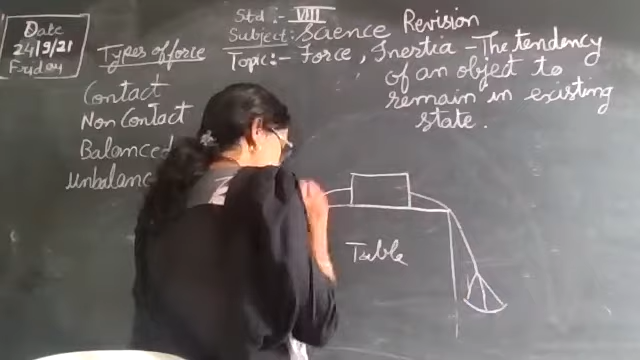 Date
24/9/21
Friday
Std :- VIII
Subject:- Science Revision
Topic:- Force, Inertia - The tendency
of an object to
remain in existing
state.
Types of force
Contact
Non Contact
Balanced
Unbalanc
Table